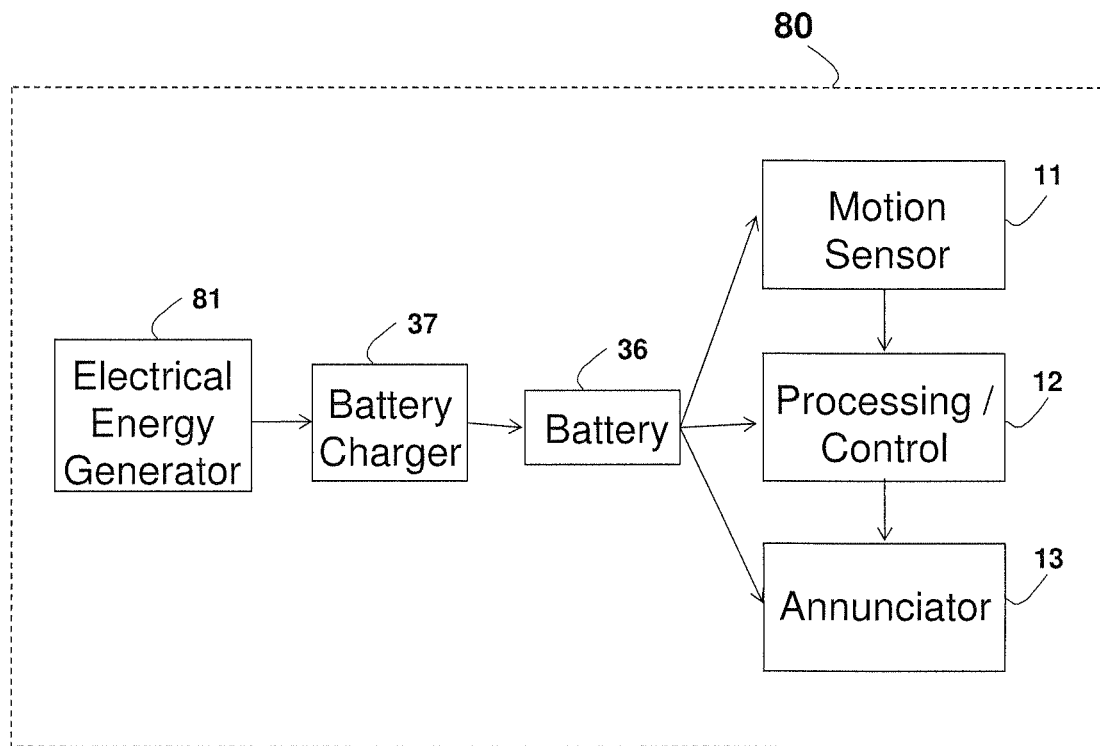 80
11
Motion
Sensor
81
37
36
12
Electrical
Energy
Generator
Battery
Charger
Battery
Processing /
Control
13
Annunciator